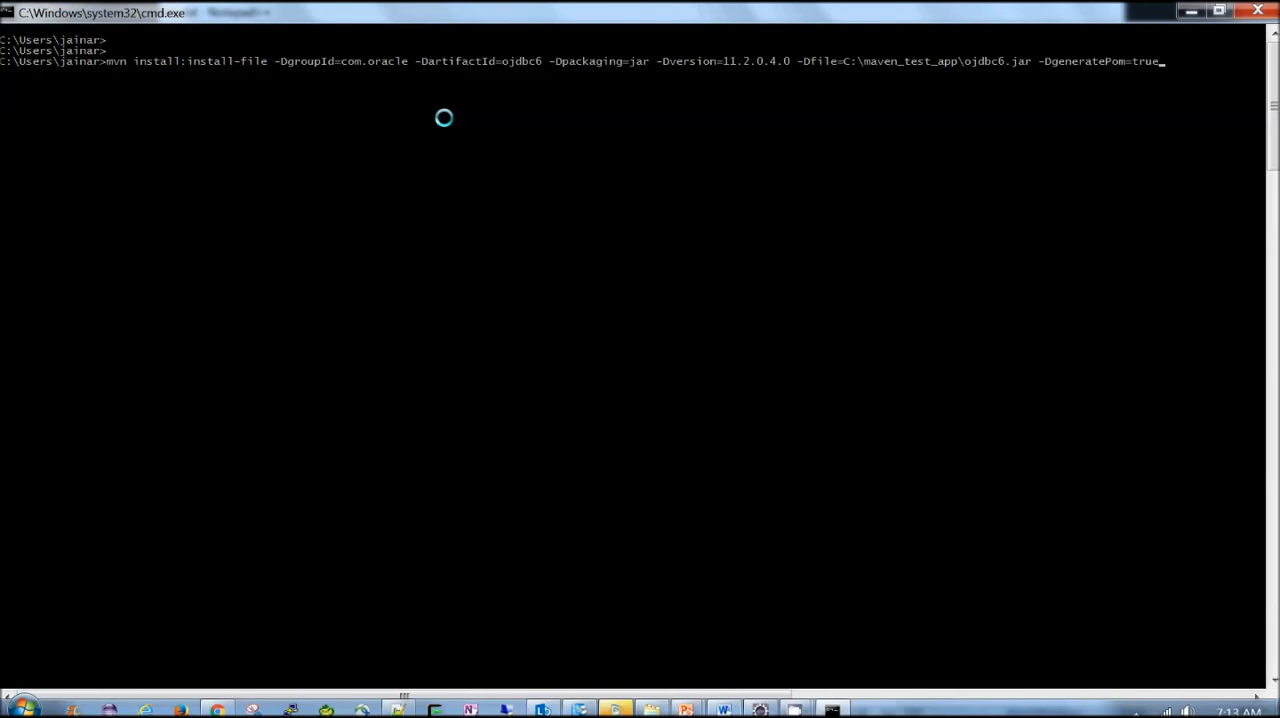 C:\Windows\system32\cmd.exe
C:\Users\jainar>
C:\Users\jainar>
C:\Users\jainar>mvn install:install-file -DgroupId=com.oracle -DartifactId=ojdbc6 -Dpackaging=jar -Dversion=11.2.0.4.0 -Dfile=C:\maven_test_app\ojdbc6.jar -DgeneratePom=true_
7:13 AM